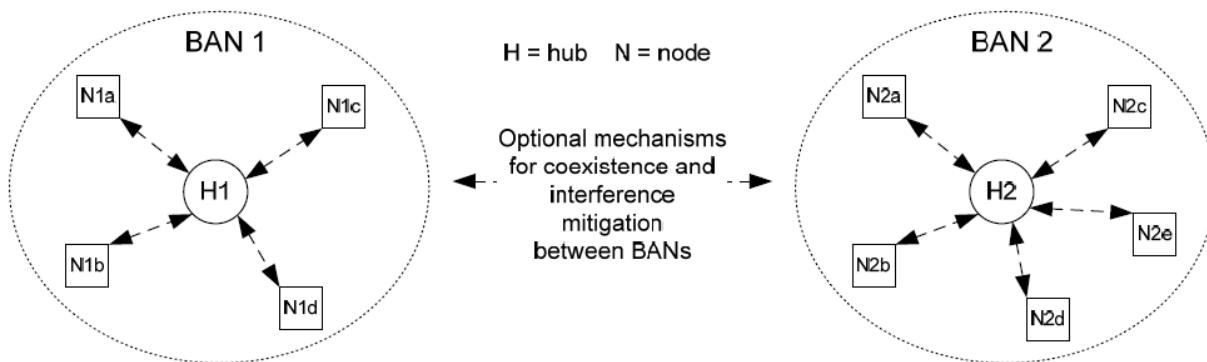 BAN 1
H = hub    N = node
BAN 2
N1a
N1c
H1
N1b
N1d
Optional mechanisms
for coexistence and
interference
mitigation
between BANs
N2a
N2c
H2
N2e
N2b
N2d